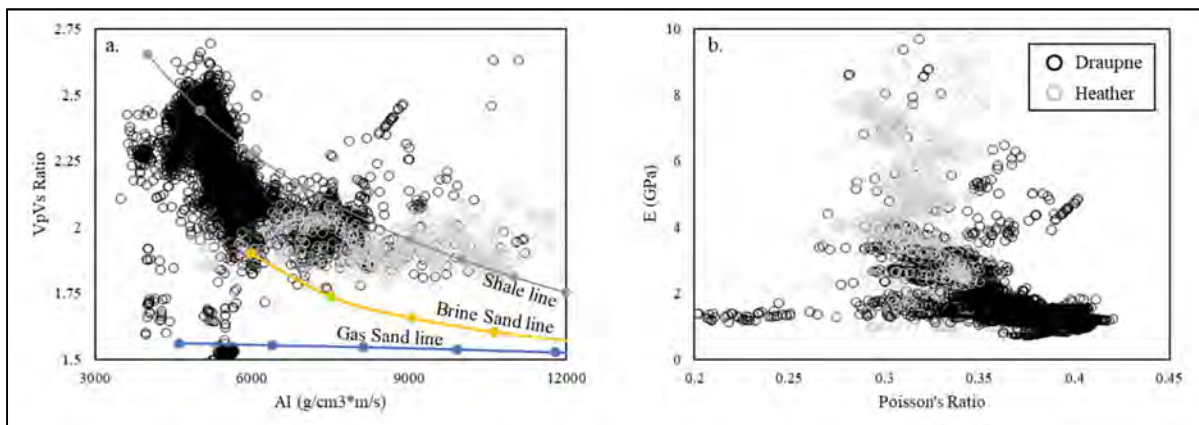 a.
VpVs Ratio
2.75
2.5
2.25
2
1.75
1.5
Shale line
Brine Sand line
Gas Sand line
3000
6000
9000
12000
AI (g/cm3*m/s)
b.
E (GPa)
10
8
6
4
2
0
Draupne
Heather
0.2
0.25
0.3
0.35
0.4
0.45
Poisson's Ratio